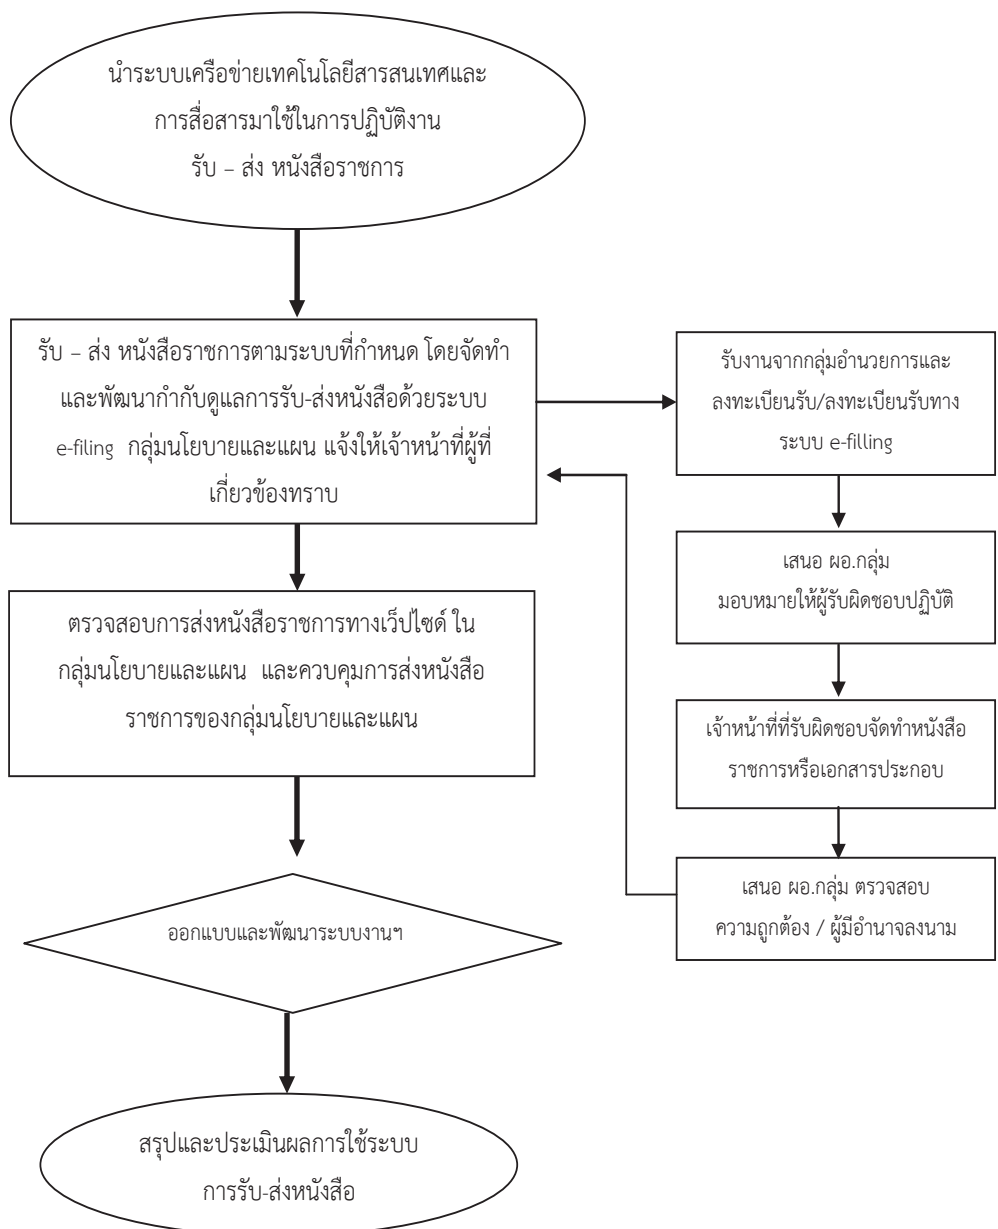 นำระบบเครือข่ายเทคโนโลยีสารสนเทศและ
การสื่อสารมาใช้ในการปฏิบัติงาน
รับ – ส่ง หนังสือราชการ
รับ – ส่ง หนังสือราชการตามระบบที่กำหนด โดยจัดทำ
และพัฒนากำกับดูแลการรับ-ส่งหนังสือด้วยระบบ
e-filing กลุ่มนโยบายและแผน แจ้งให้เจ้าหน้าที่ผู้ที่
เกี่ยวข้องทราบ
รับงานจากกลุ่มอำนวยการและ
ลงทะเบียนรับ/ลงทะเบียนรับทาง
ระบบ e-filling
เสนอ ผอ.กลุ่ม
มอบหมายให้ผู้รับผิดชอบปฏิบัติ
เจ้าหน้าที่ที่รับผิดชอบจัดทำหนังสือ
ราชการหรือเอกสารประกอบ
เสนอ ผอ.กลุ่ม ตรวจสอบ
ความถูกต้อง / ผู้มีอำนาจลงนาม
ตรวจสอบการส่งหนังสือราชการทางเว็ปไซด์ ใน
กลุ่มนโยบายและแผน และควบคุมการส่งหนังสือ
ราชการของกลุ่มนโยบายและแผน
ออกแบบและพัฒนาระบบงานฯ
สรุปและประเมินผลการใช้ระบบ
การรับ-ส่งหนังสือ